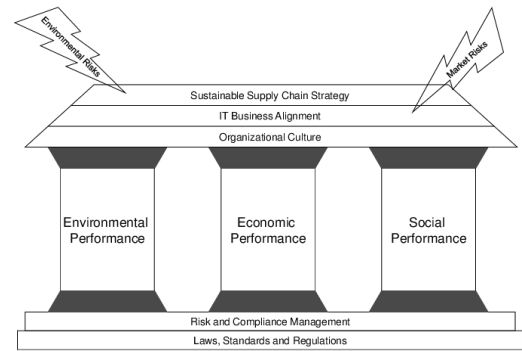 Environmental Risks
Market Risks
Sustainable Supply Chain Strategy
IT Business Alignment
Organizational Culture
Environmental
Performance
Economic
Performance
Social
Performance
Risk and Compliance Management
Laws, Standards and Regulations